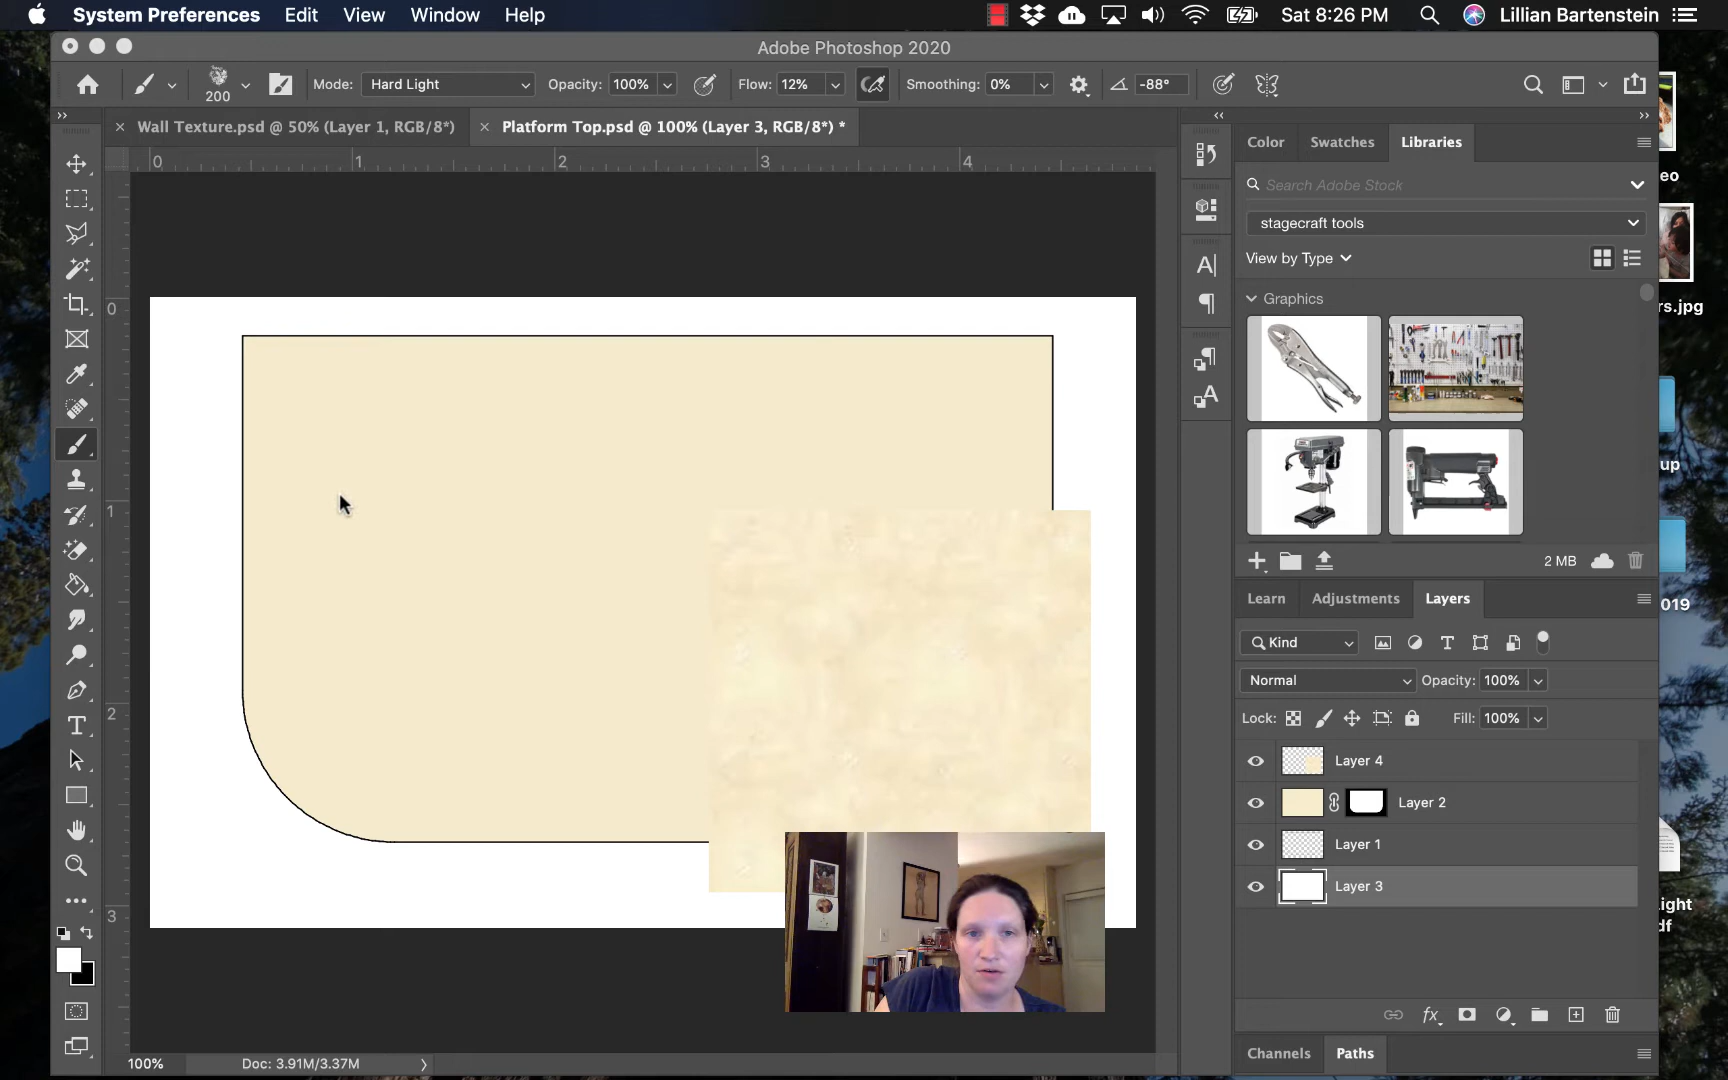 System Preferences Edit View Window Help Sat 8:26 PM Lillian Bartenstein
Adobe Photoshop 2020
200 Mode: Hard Light Opacity: 100% Flow: 12% Smoothing: 0% -88°
Wall Texture.psd @ 50% (Layer 1, RGB/8*) Platform Top.psd @ 100% (Layer 3, RGB/8*) *
0 1 2 3 4
0
1
2
3
Color Swatches Libraries
Search Adobe Stock
stagecraft tools
View by Type
Graphics
2 MB
Learn Adjustments Layers
Kind
Normal Opacity: 100%
Lock: Fill: 100%
Layer 4
Layer 2
Layer 1
Layer 3
Channels Paths
100% Doc: 3.91M/3.37M
eo
rs.jpg
up
019
ight
df